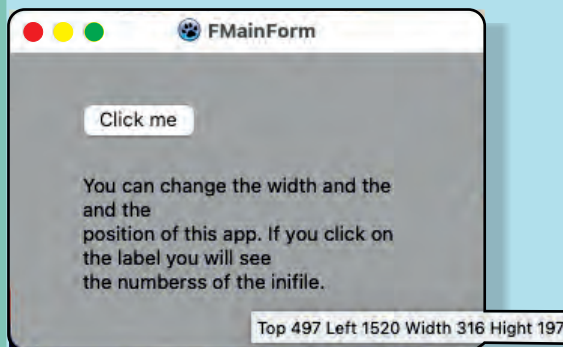 FMainForm
Click me
You can change the width and the
and the
position of this app. If you click on
the label you will see
the numberss of the inifile.
Top 497 Left 1520 Width 316 Hight 197